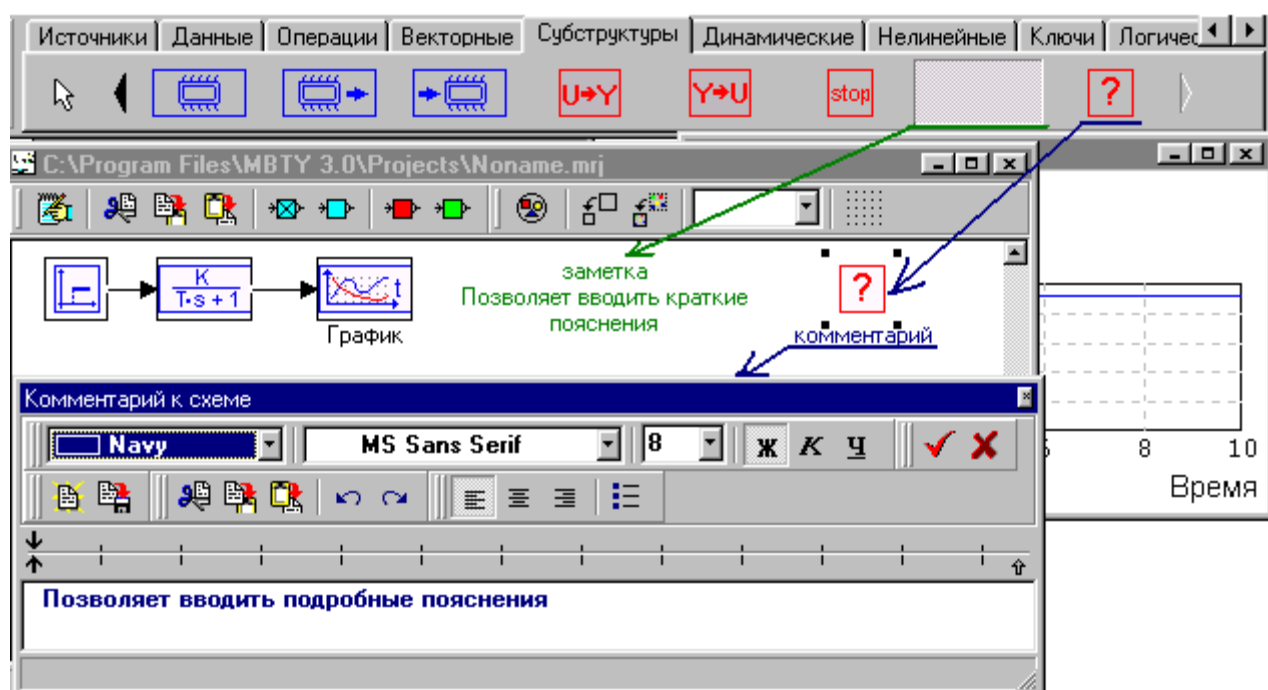 Источники Данные Операции Векторные Субструктуры Динамические Нелинейные Ключи Логичес
U→Y Y→U stop ?
C:\Program Files\MBTY 3.0\Projects\Noname.mrj
K
T·s + 1
t
График
заметка
Позволяет вводить краткие
пояснения
?
комментарий
Комментарий к схеме
Navy MS Sans Serif 8 Ж К Ч
8 10
Время
Позволяет вводить подробные пояснения